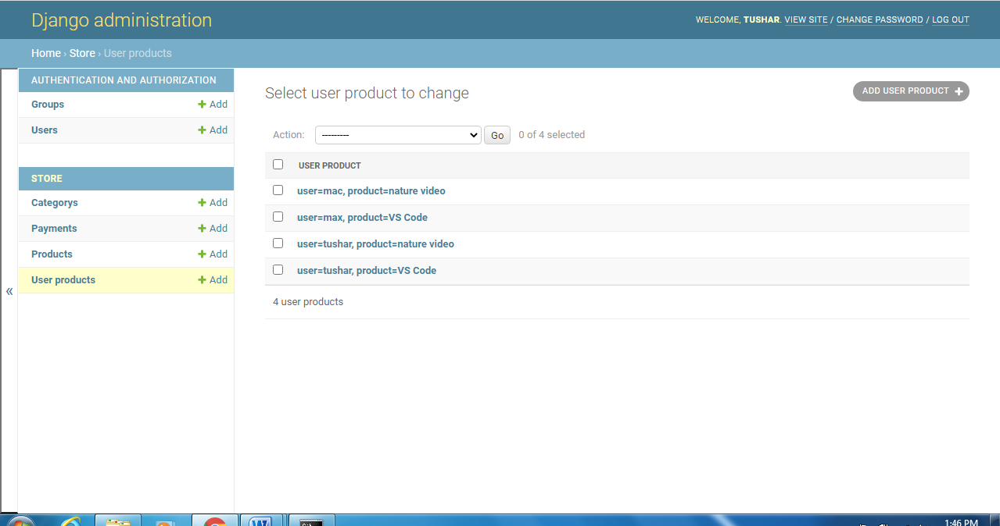 Django administration
WELCOME, TUSHAR. VIEW SITE / CHANGE PASSWORD / LOG OUT
Home › Store › User products
AUTHENTICATION AND AUTHORIZATION
Groups + Add
Users + Add
STORE
Categorys + Add
Payments + Add
Products + Add
User products + Add
«
Select user product to change
ADD USER PRODUCT +
Action: --------- Go 0 of 4 selected
USER PRODUCT
user=mac, product=nature video
user=max, product=VS Code
user=tushar, product=nature video
user=tushar, product=VS Code
4 user products
1:46 PM